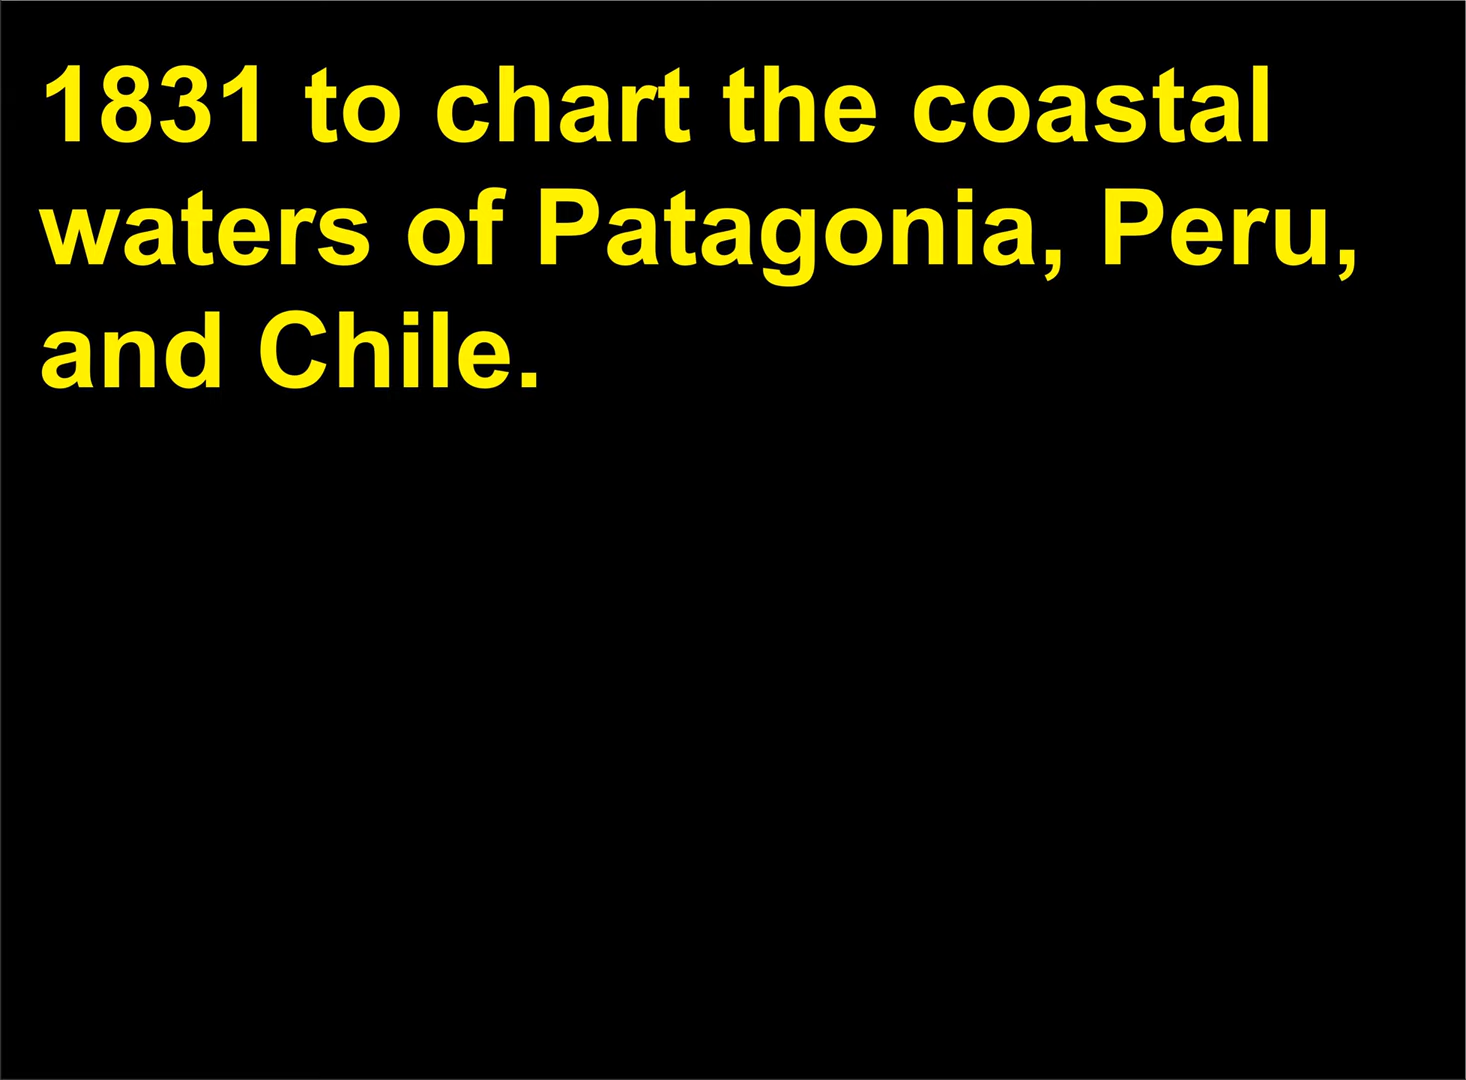 1831 to chart the coastal
waters of Patagonia, Peru,
and Chile.